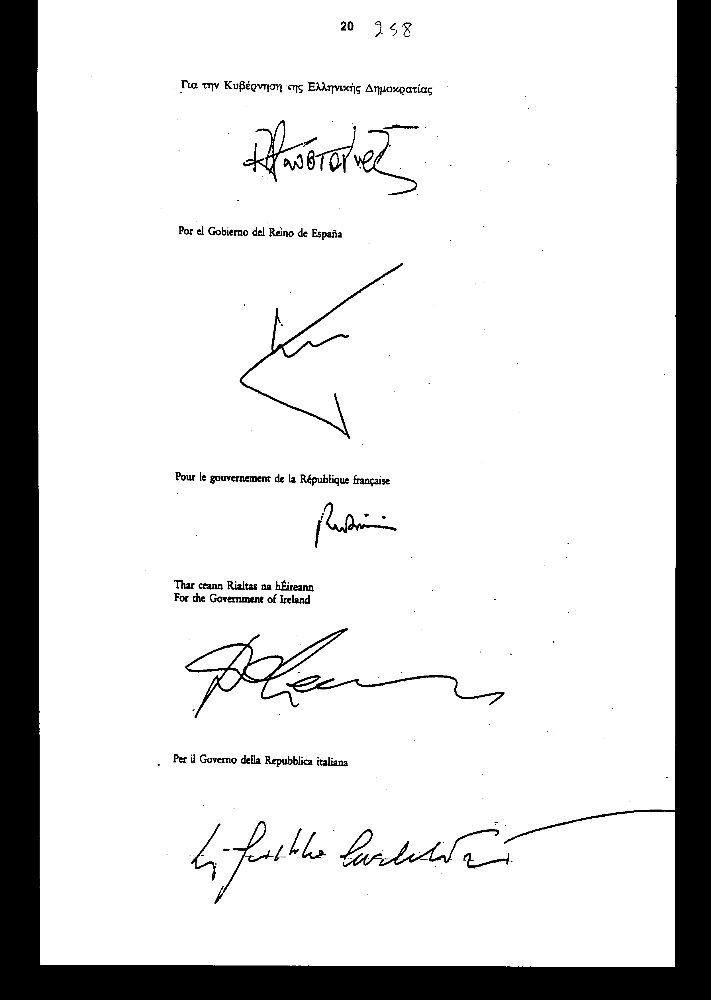 20 258
Για την Κυβέρνηση της Ελληνικής Δημοκρατίας
Por el Gobierno del Reino de España
Pour le gouvernement de la République française
Thar ceann Rialtas na hÉireann
For the Government of Ireland
Per il Governo della Repubblica italiana